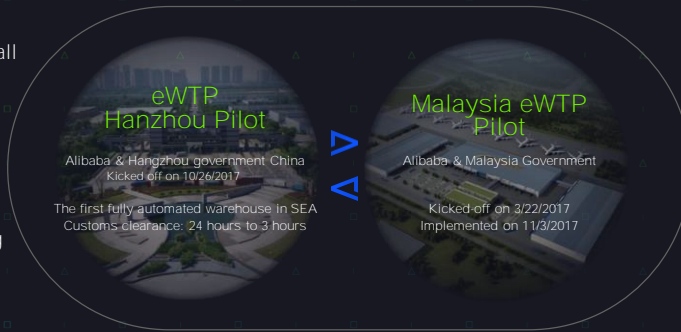 all
eWTP
Hanzhou Pilot
Alibaba & Hangzhou government China
Kicked off on 10/26/2017
The first fully automated warehouse in SEA
Customs clearance: 24 hours to 3 hours
Malaysia eWTP
Pilot
Alibaba & Malaysia Government
Kicked-off on 3/22/2017
Implemented on 11/3/2017